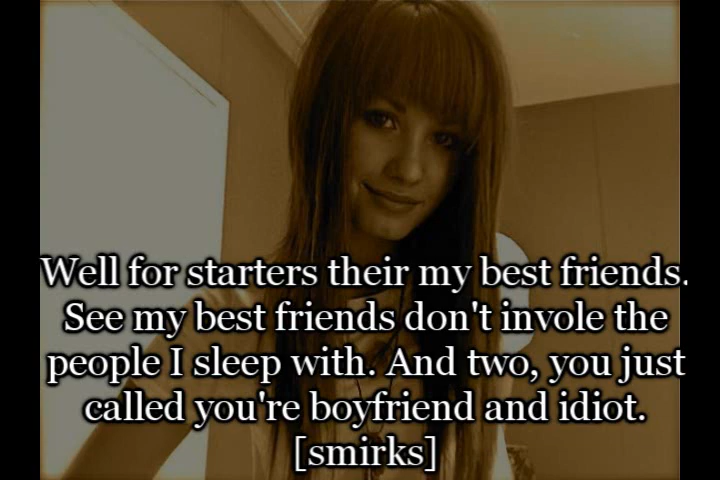 Well for starters their my best friends.
See my best friends don't invole the
people I sleep with. And two, you just
called you're boyfriend and idiot.
[smirks]